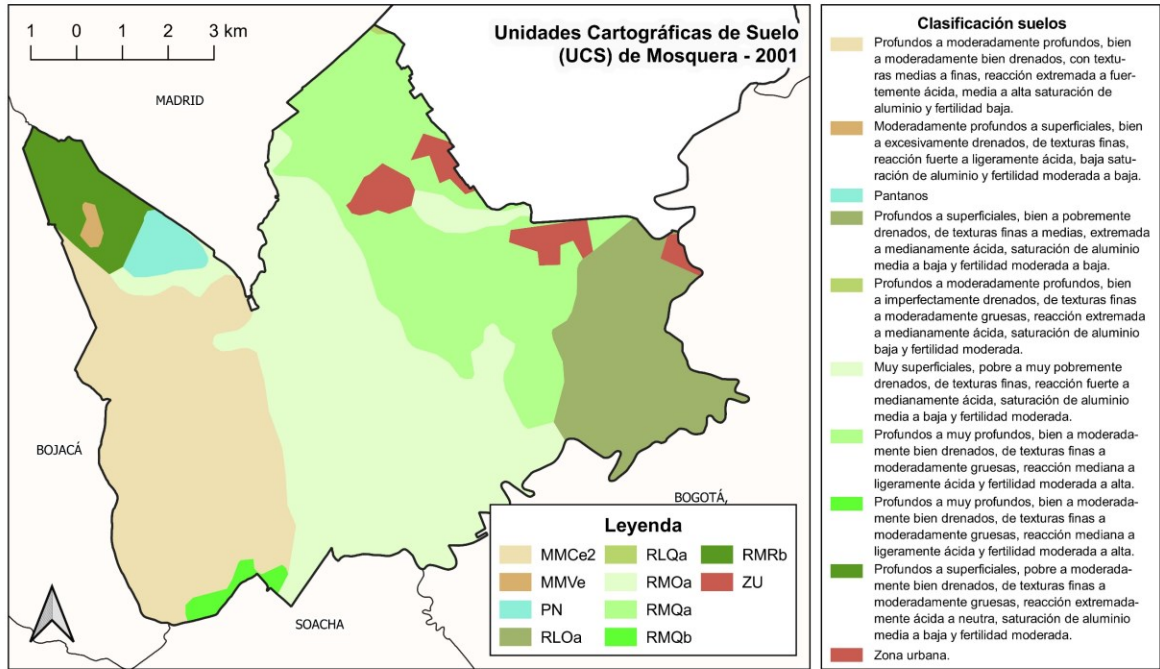 1 0 1 2 3 km
Unidades Cartográficas de Suelo
(UCS) de Mosquera - 2001
MADRID
BOJACÁ
SOACHA
BOGOTÁ,
Leyenda
MMCe2
MMVe
PN
RLOa
RLQa
RMOa
RMQa
RMQb
RMRb
ZU
Clasificación suelos
Profundos a moderadamente profundos, bien
a moderadamente bien drenados, con textu-
ras medias a finas, reacción extremada a fuer-
temente ácida, media a alta saturación de
aluminio y fertilidad baja.
Moderadamente profundos a superficiales, bien
a excesivamente drenados, de texturas finas,
reacción fuerte a ligeramente ácida, baja satu-
ración de aluminio y fertilidad moderada a baja.
Pantanos
Profundos a superficiales, bien a pobremente
drenados, de texturas finas a medias, extremada
a medianamente ácida, saturación de aluminio
media a baja y fertilidad moderada a baja.
Profundos a moderadamente profundos, bien
a imperfectamente drenados, de texturas finas
a moderadamente gruesas, reacción extremada
a medianamente ácida, saturación de aluminio
baja y fertilidad moderada.
Muy superficiales, pobre a muy pobremente
drenados, de texturas finas, reacción fuerte a
medianamente ácida, saturación de aluminio
media a baja y fertilidad moderada.
Profundos a muy profundos, bien a moderada-
mente bien drenados, de texturas finas a
moderadamente gruesas, reacción mediana a
ligeramente ácida y fertilidad moderada a alta.
Profundos a muy profundos, bien a moderada-
mente bien drenados, de texturas finas a
moderadamente gruesas, reacción mediana a
ligeramente ácida y fertilidad moderada a alta.
Profundos a superficiales, pobre a moderada-
mente bien drenados, de texturas finas a
moderadamente gruesas, reacción extremada-
mente ácida a neutra, saturación de aluminio
media a baja y fertilidad moderada.
Zona urbana.